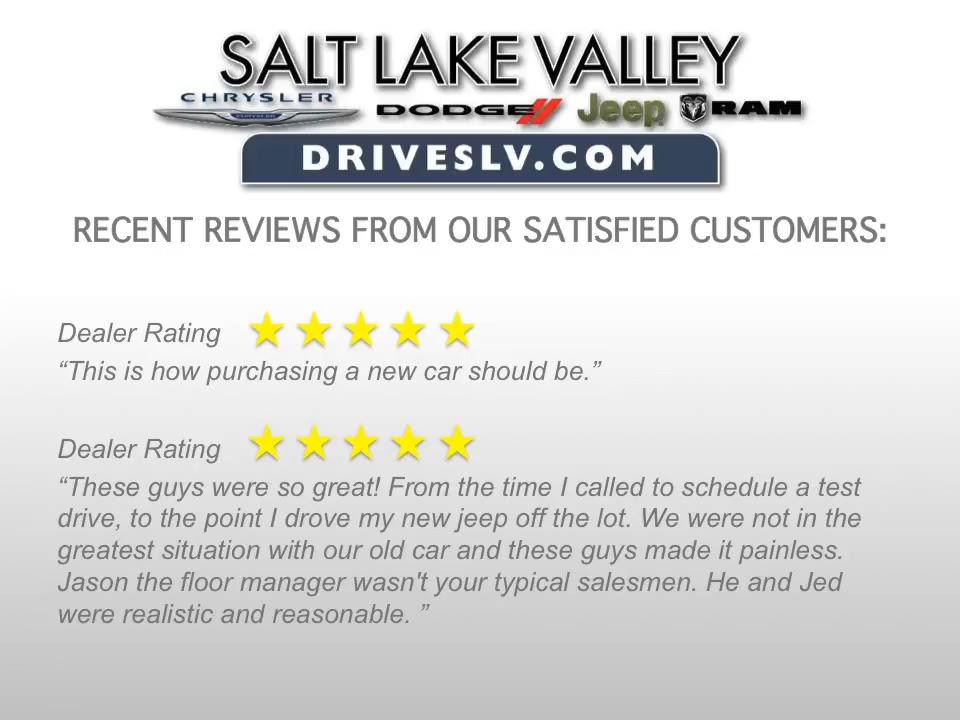 SALT LAKE VALLEY
CHRYSLER DODGE Jeep RAM
CHRYSLER
DRIVESLV.COM
RECENT REVIEWS FROM OUR SATISFIED CUSTOMERS:
Dealer Rating
“This is how purchasing a new car should be.”
Dealer Rating
“These guys were so great! From the time I called to schedule a test
drive, to the point I drove my new jeep off the lot. We were not in the
greatest situation with our old car and these guys made it painless.
Jason the floor manager wasn't your typical salesmen. He and Jed
were realistic and reasonable. ”